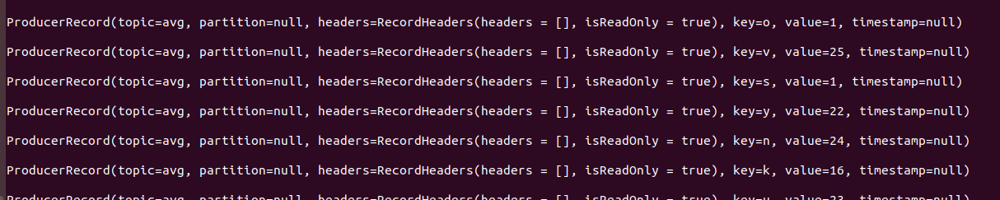 ProducerRecord(topic=avg, partition=null, headers=RecordHeaders(headers = [], isReadOnly = true), key=o, value=1, timestamp=null)
ProducerRecord(topic=avg, partition=null, headers=RecordHeaders(headers = [], isReadOnly = true), key=v, value=25, timestamp=null)
ProducerRecord(topic=avg, partition=null, headers=RecordHeaders(headers = [], isReadOnly = true), key=s, value=1, timestamp=null)
ProducerRecord(topic=avg, partition=null, headers=RecordHeaders(headers = [], isReadOnly = true), key=y, value=22, timestamp=null)
ProducerRecord(topic=avg, partition=null, headers=RecordHeaders(headers = [], isReadOnly = true), key=n, value=24, timestamp=null)
ProducerRecord(topic=avg, partition=null, headers=RecordHeaders(headers = [], isReadOnly = true), key=k, value=16, timestamp=null)
ProducerRecord(topic=avg, partition=null, headers=RecordHeaders(headers = [], isReadOnly = true), value=23, timestamp=null)